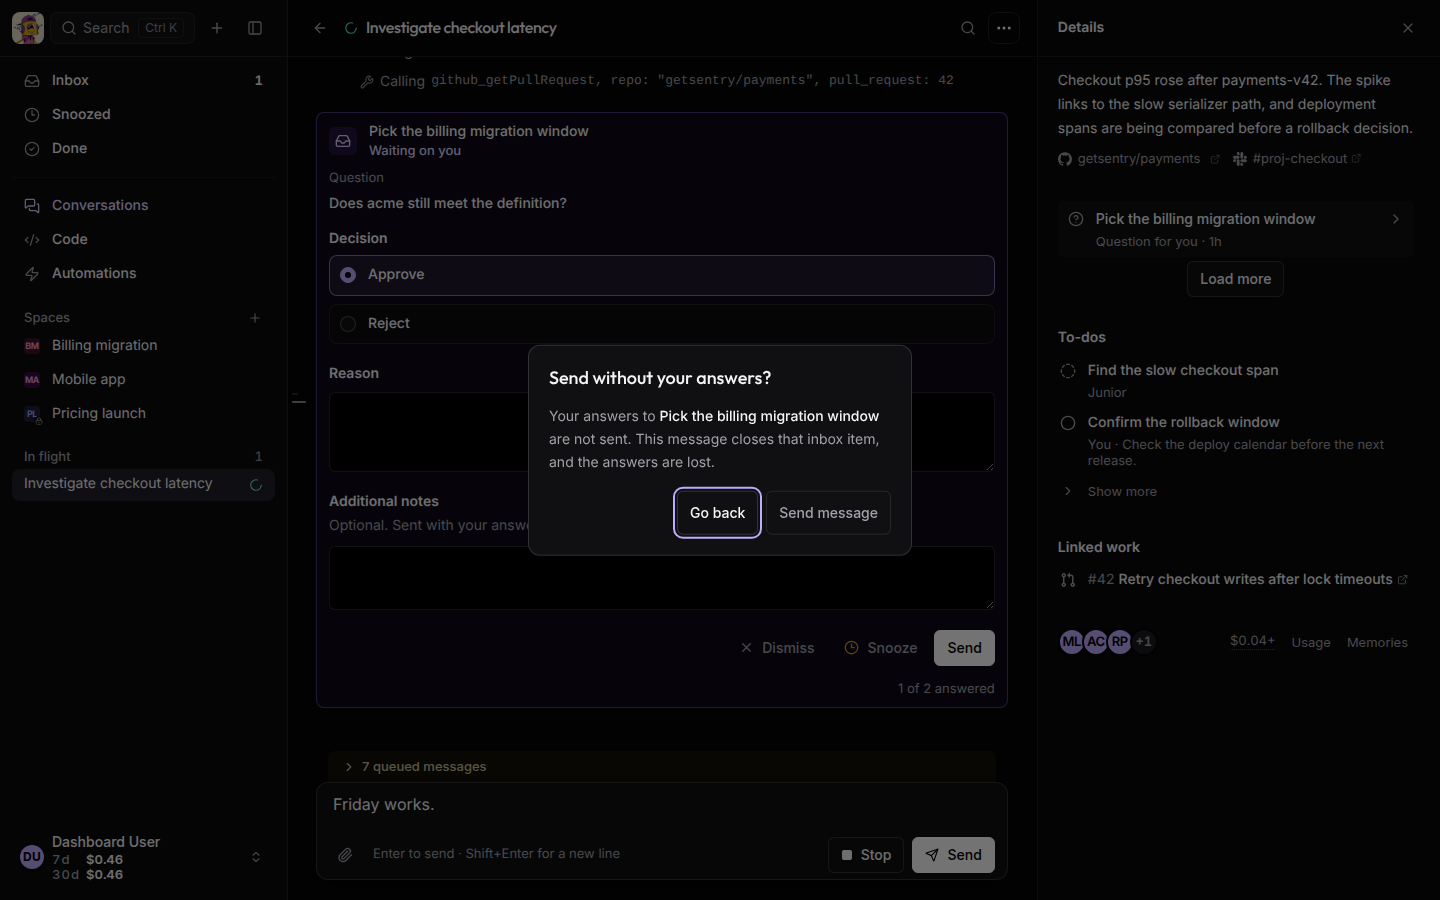 Search Ctrl K
Inbox 1
Snoozed
Done
Conversations
Code
Automations
Spaces
BM Billing migration
MA Mobile app
PL Pricing launch
In flight 1
Investigate checkout latency
DU Dashboard User
7d $0.46
30d $0.46
Investigate checkout latency
Calling github_getPullRequest, repo: "getsentry/payments", pull_request: 42
Pick the billing migration window
Waiting on you
Question
Does acme still meet the definition?
Decision
Approve
Reject
Reason
Additional notes
Optional. Sent with your answe
Dismiss Snooze Send
1 of 2 answered
7 queued messages
Friday works.
Enter to send · Shift+Enter for a new line
Stop Send
Send without your answers?
Your answers to Pick the billing migration window
are not sent. This message closes that inbox item,
and the answers are lost.
Go back Send message
Details
Checkout p95 rose after payments-v42. The spike
links to the slow serializer path, and deployment
spans are being compared before a rollback decision.
getsentry/payments #proj-checkout
Pick the billing migration window
Question for you · 1h
Load more
To-dos
Find the slow checkout span
Junior
Confirm the rollback window
You · Check the deploy calendar before the next
release.
Show more
Linked work
#42 Retry checkout writes after lock timeouts
ML AC RP +1 $0.04+ Usage Memories